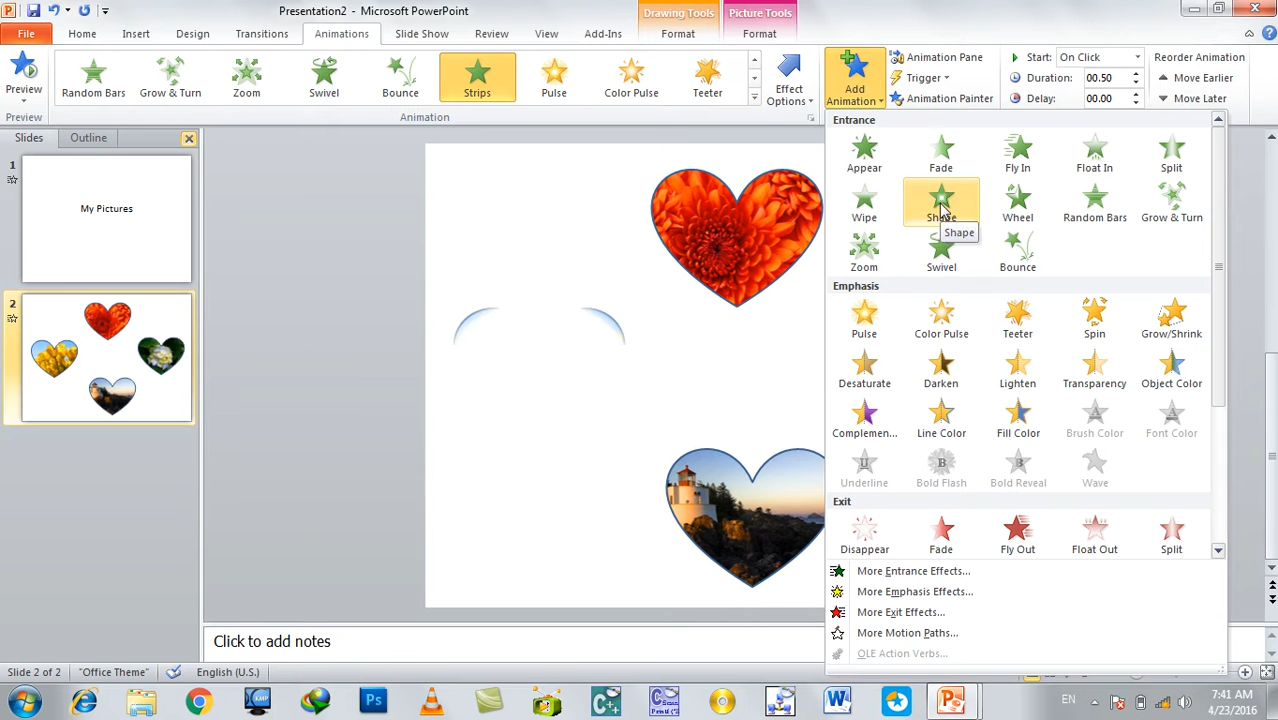 Presentation2 - Microsoft PowerPoint
Drawing Tools
Picture Tools
File
Home
Insert
Design
Transitions
Animations
Slide Show
Review
View
Add-Ins
Format
Format
Preview
Random Bars
Grow & Turn
Zoom
Swivel
Bounce
Strips
Pulse
Color Pulse
Teeter
Effect
Options
Add
Animation
Animation Pane
Trigger
Animation Painter
Start: On Click
Duration: 00.50
Delay: 00.00
Reorder Animation
Move Earlier
Move Later
Preview
Animation
Slides
Outline
1
My Pictures
2
Entrance
Appear
Fade
Fly In
Float In
Split
Wipe
Shape
Wheel
Random Bars
Grow & Turn
Shape
Zoom
Swivel
Bounce
Emphasis
Pulse
Color Pulse
Teeter
Spin
Grow/Shrink
Desaturate
Darken
Lighten
Transparency
Object Color
Complemen...
Line Color
Fill Color
Brush Color
Font Color
Underline
Bold Flash
Bold Reveal
Wave
Exit
Disappear
Fade
Fly Out
Float Out
Split
More Entrance Effects...
More Emphasis Effects...
More Exit Effects...
More Motion Paths...
OLE Action Verbs...
Click to add notes
Slide 2 of 2
"Office Theme"
English (U.S.)
EN
7:41 AM
4/23/2016